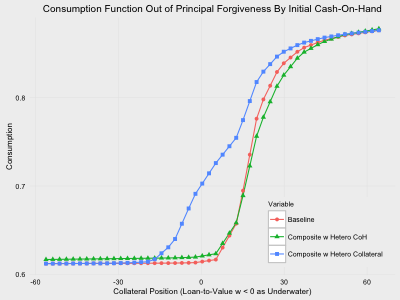 Consumption Function Out of Principal Forgiveness By Initial Cash-On-Hand
Consumption
0.8
0.7
0.6
Variable
Baseline
Composite w Hetero CoH
Composite w Hetero Collateral
-60
-30
0
30
60
Collateral Position (Loan-to-Value w < 0 as Underwater)